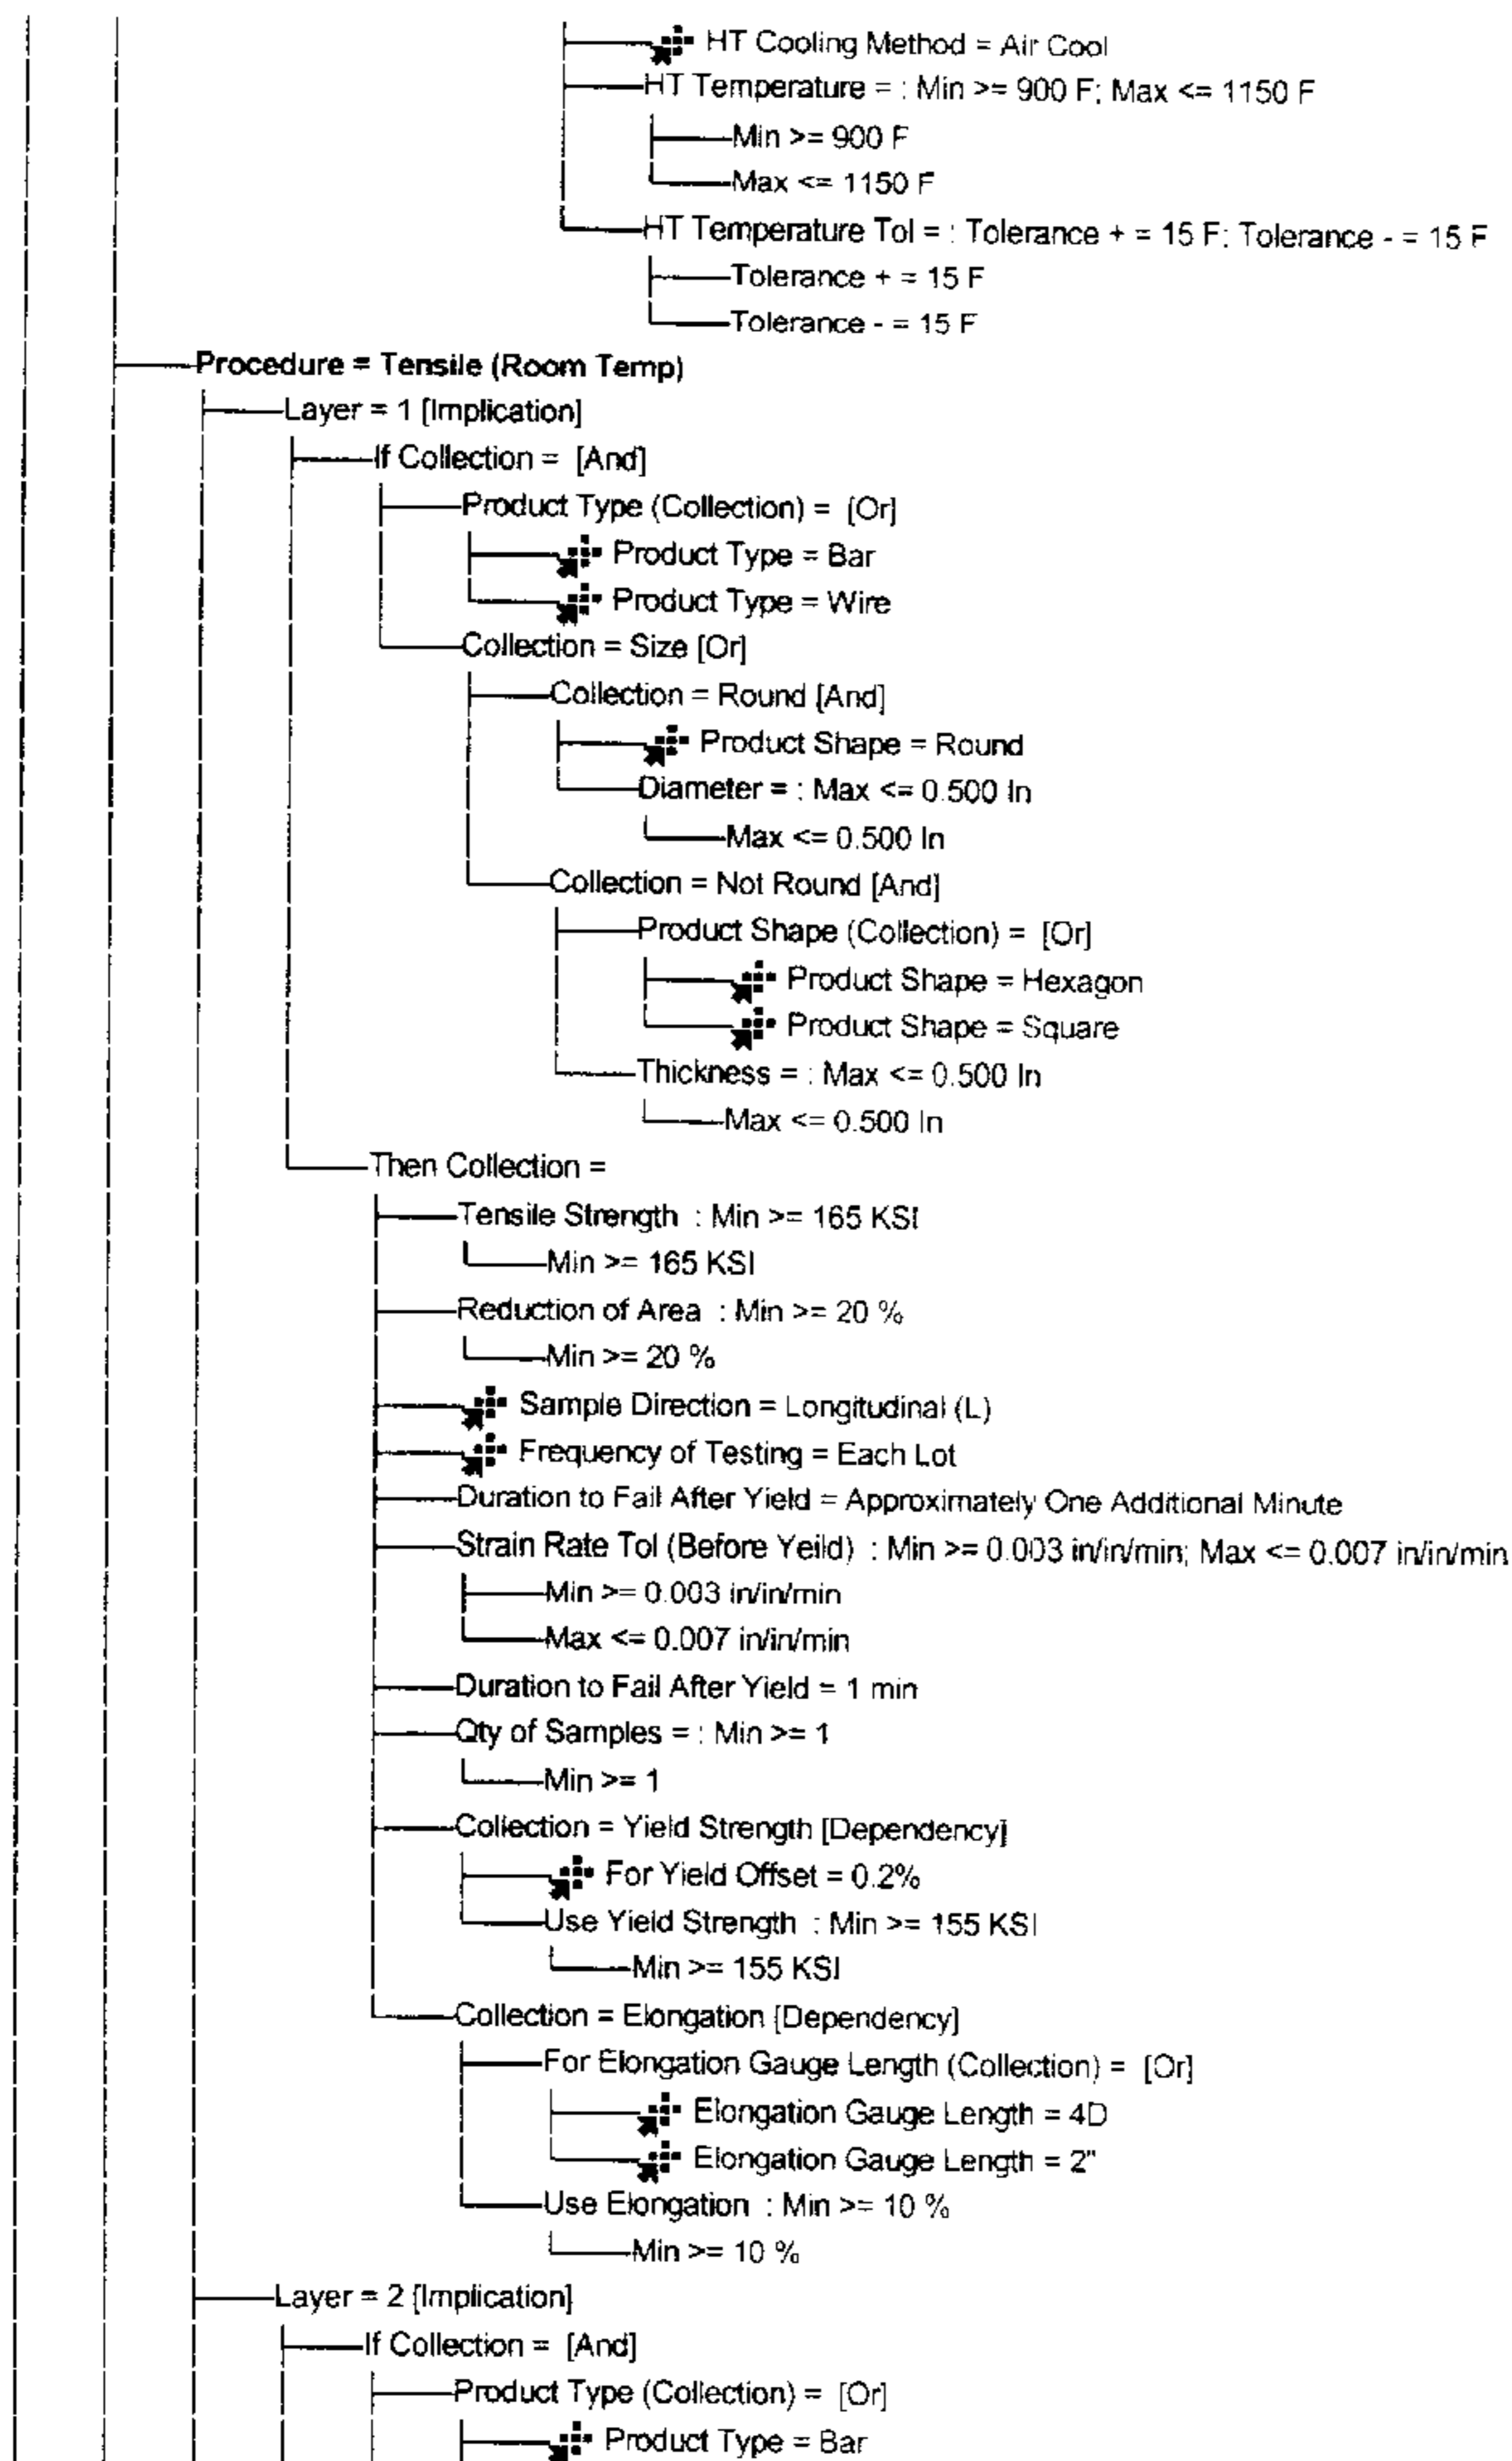 HT Cooling Method = Air Cool
HT Temperature = : Min >= 900 F; Max <= 1150 F
Min >= 900 F
Max <= 1150 F
HT Temperature Tol = : Tolerance + = 15 F: Tolerance - = 15 F
Tolerance + = 15 F
Tolerance - = 15 F
Procedure = Tensile (Room Temp)
Layer = 1 [Implication]
If Collection = [And]
Product Type (Collection) = [Or]
Product Type = Bar
Product Type = Wire
Collection = Size [Or]
Collection = Round [And]
Product Shape = Round
Diameter = : Max <= 0.500 In
Max <= 0.500 In
Collection = Not Round [And]
Product Shape (Collection) = [Or]
Product Shape = Hexagon
Product Shape = Square
Thickness = : Max <= 0.500 In
Max <= 0.500 In
Then Collection =
Tensile Strength : Min >= 165 KSI
Min >= 165 KSI
Reduction of Area : Min >= 20 %
Min >= 20 %
Sample Direction = Longitudinal (L)
Frequency of Testing = Each Lot
Duration to Fail After Yield = Approximately One Additional Minute
Strain Rate Tol (Before Yeild) : Min >= 0.003 in/in/min; Max <= 0.007 in/in/min
Min >= 0.003 in/in/min
Max <= 0.007 in/in/min
Duration to Fail After Yield = 1 min
Qty of Samples = : Min >= 1
Min >= 1
Collection = Yield Strength [Dependency]
For Yield Offset = 0.2%
Use Yield Strength : Min >= 155 KSI
Min >= 155 KSI
Collection = Elongation [Dependency]
For Elongation Gauge Length (Collection) = [Or]
Elongation Gauge Length = 4D
Elongation Gauge Length = 2"
Use Elongation : Min >= 10 %
Min >= 10 %
Layer = 2 [Implication]
If Collection = [And]
Product Type (Collection) = [Or]
Product Type = Bar